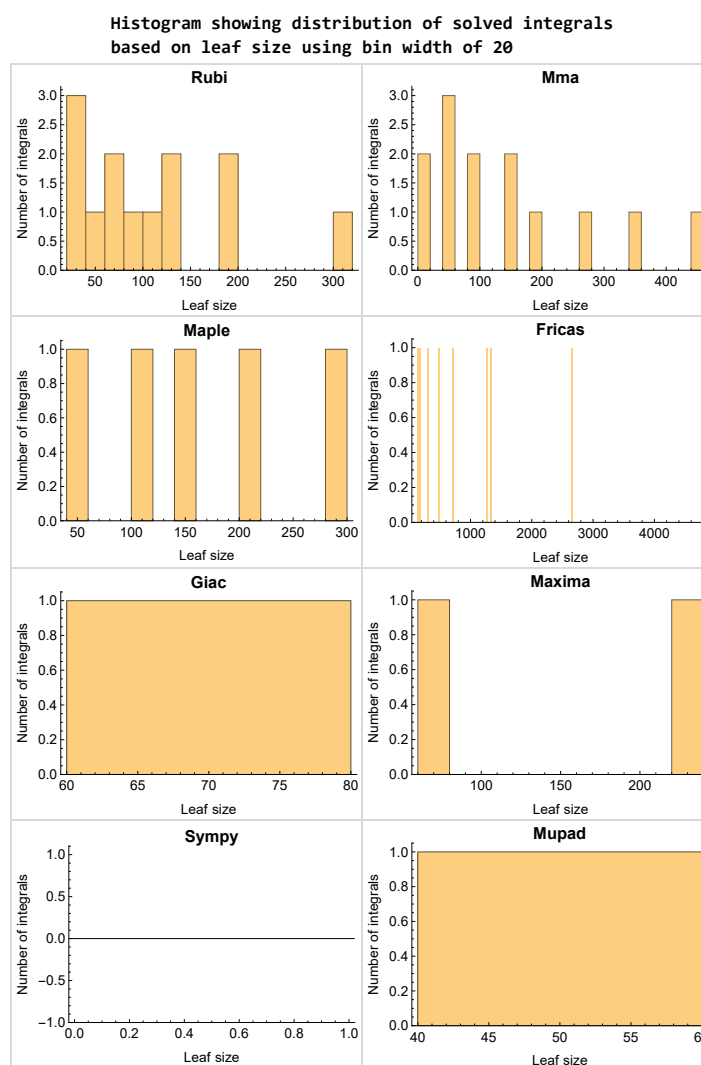 Histogram showing distribution of solved integrals
based on leaf size using bin width of 20
Rubi
Number of integrals
3.0
2.5
2.0
1.5
1.0
0.5
0.0
50 100 150 200 250 300
Leaf size
Mma
Number of integrals
3.0
2.5
2.0
1.5
1.0
0.5
0.0
0 100 200 300 400
Leaf size
Maple
Number of integrals
1.0
0.8
0.6
0.4
0.2
0.0
50 100 150 200 250 300
Leaf size
Fricas
Number of integrals
1.0
0.8
0.6
0.4
0.2
0.0
1000 2000 3000 4000
Leaf size
Giac
Number of integrals
1.0
0.8
0.6
0.4
0.2
0.0
60 65 70 75 80
Leaf size
Maxima
Number of integrals
1.0
0.8
0.6
0.4
0.2
0.0
100 150 200
Leaf size
Sympy
Number of integrals
1.0
0.5
0.0
−0.5
−1.0
0.0 0.2 0.4 0.6 0.8 1.0
Leaf size
Mupad
Number of integrals
1.0
0.8
0.6
0.4
0.2
0.0
40 45 50 55
Leaf size